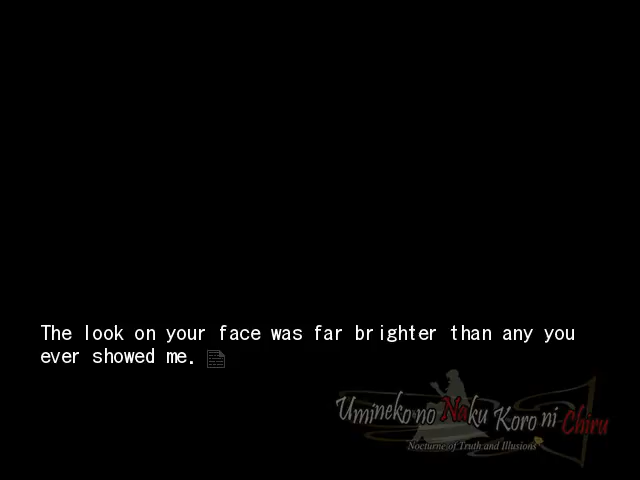 The look on your face was far brighter than any you
ever showed me.
Umineko no Naku Koro ni Chiru
Nocturne of Truth and Illusions